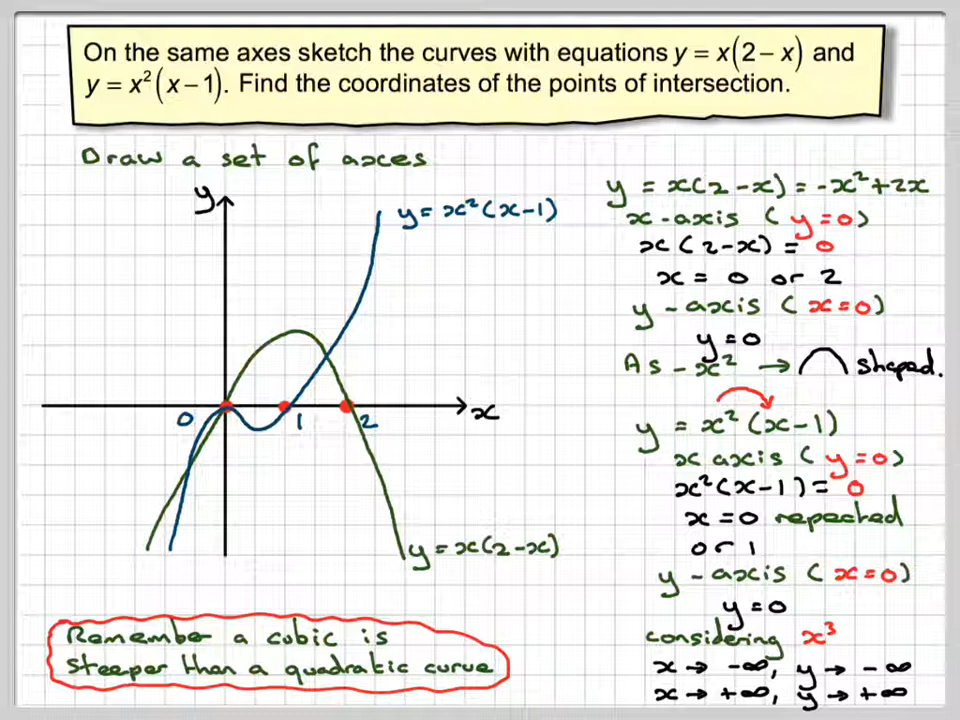 On the same axes sketch the curves with equations y = x(2 − x) and
y = x²(x − 1). Find the coordinates of the points of intersection.
Draw a set of axes
y
y = x²(x-1)
0
1
2
x
y = x(2-x)
Remember a cubic is
steeper than a quadratic curve
y = x(2-x) = -x²+2x
x-axis (y=0)
x(2-x) = 0
x = 0 or 2
y-axis (x=0)
y=0
As -x² → shaped.
y = x²(x-1)
x axis (y=0)
x²(x-1) = 0
x=0 repeated
or 1
y-axis (x=0)
y=0
considering x³
x → -∞, y → -∞
x → +∞, y → +∞